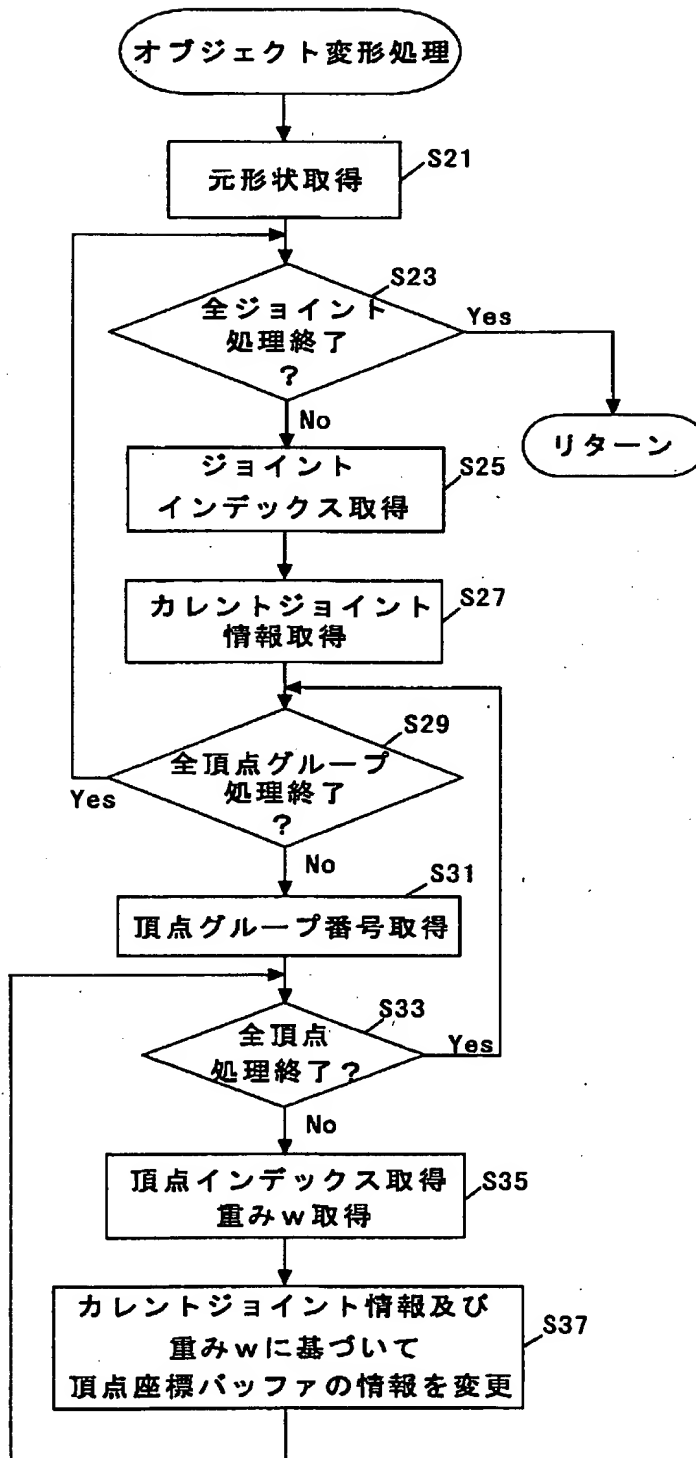 オブジェクト変形処理
S21
元形状取得
S23
全ジョイント
処理終了
？
Yes
No
リターン
ジョイント
インデックス取得
S25
カレントジョイント
情報取得
S27
S29
全頂点グループ
処理終了
？
Yes
No
S31
頂点グループ番号取得
S33
全頂点
処理終了？
Yes
No
頂点インデックス取得
重みw取得
S35
カレントジョイント情報及び
重みwに基づいて
頂点座標バッファの情報を変更
S37